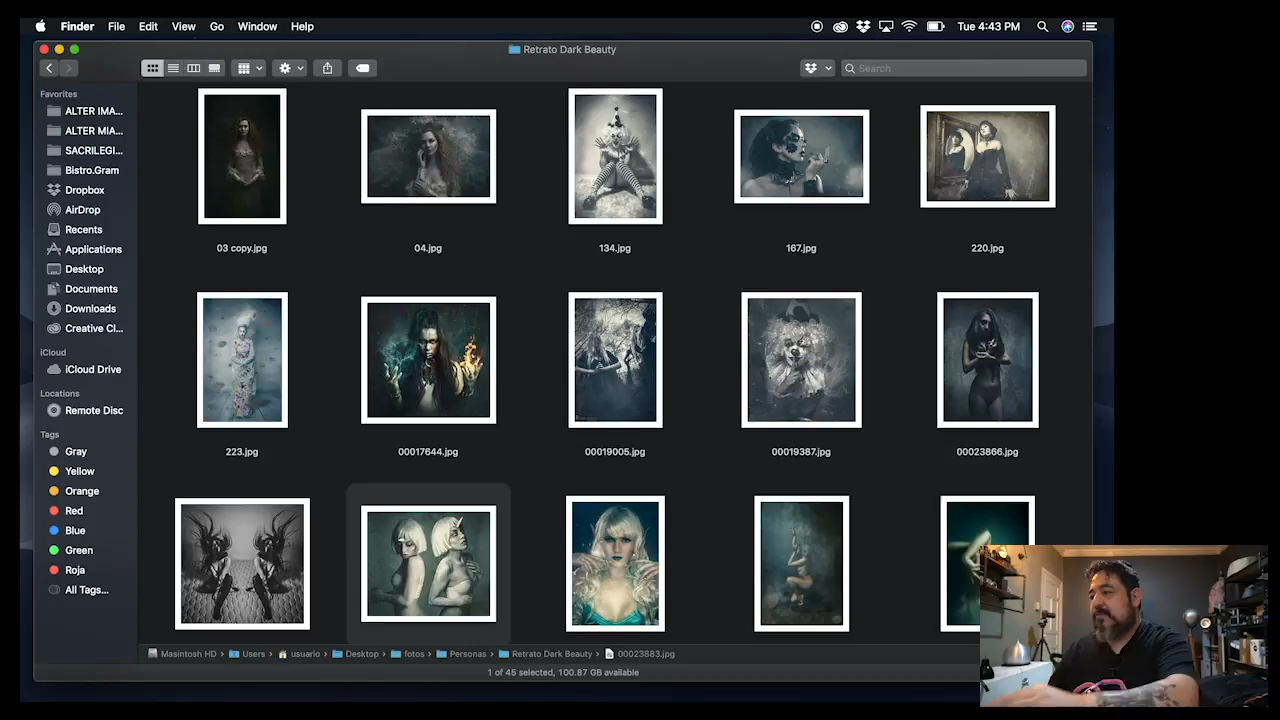 Finder File Edit View Go Window Help Tue 4:43 PM
Retrato Dark Beauty
Search
Favorites
ALTER IMA...
ALTER MIA...
SACRILEGI...
Bistro.Gram
Dropbox
AirDrop
Recents
Applications
Desktop
Documents
Downloads
Creative Cl...
iCloud
iCloud Drive
Locations
Remote Disc
Tags
Gray
Yellow
Orange
Red
Blue
Green
Roja
All Tags...
03 copy.jpg 04.jpg 134.jpg 167.jpg 220.jpg
223.jpg 00017644.jpg 00019005.jpg 00019387.jpg 00023866.jpg
Masintosh HD › Users › usuario › Desktop › fotos › Personas › Retrato Dark Beauty › 00023883.jpg
1 of 45 selected, 100.87 GB available